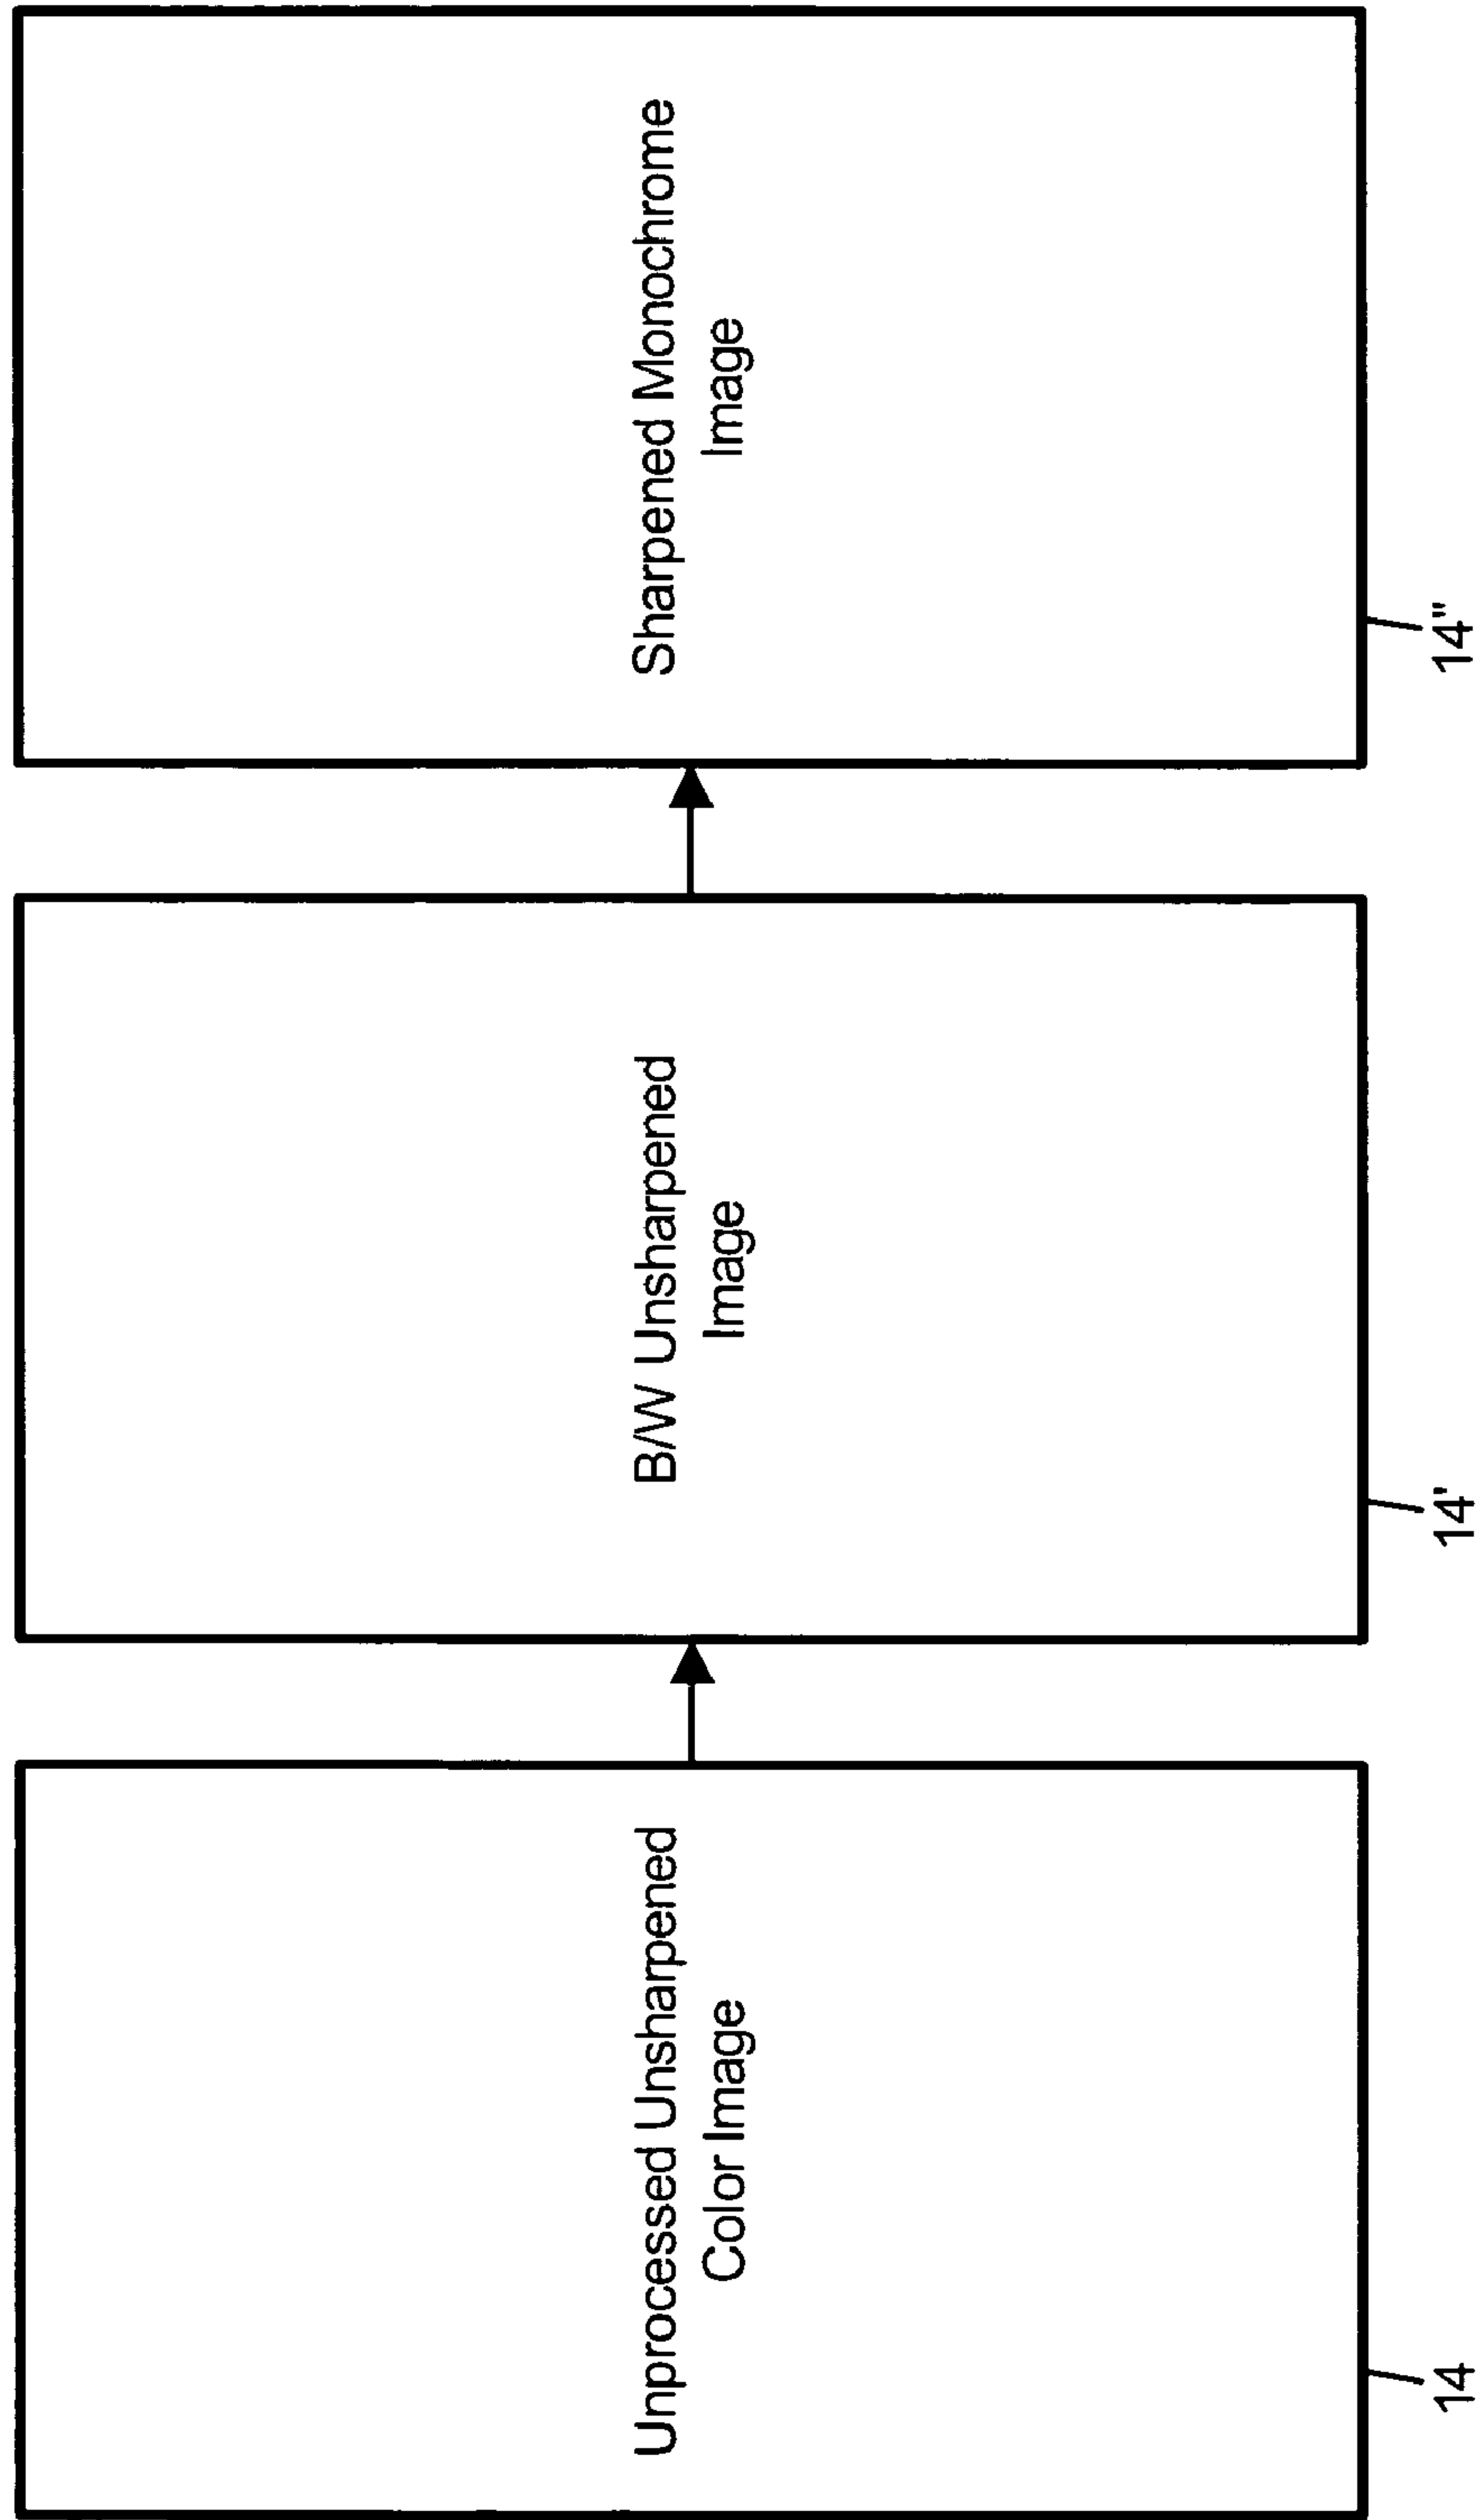 Unprocessed Unsharpened
Color Image
14
B/W Unsharpened
Image
14'
Sharpened Monochrome
Image
14"